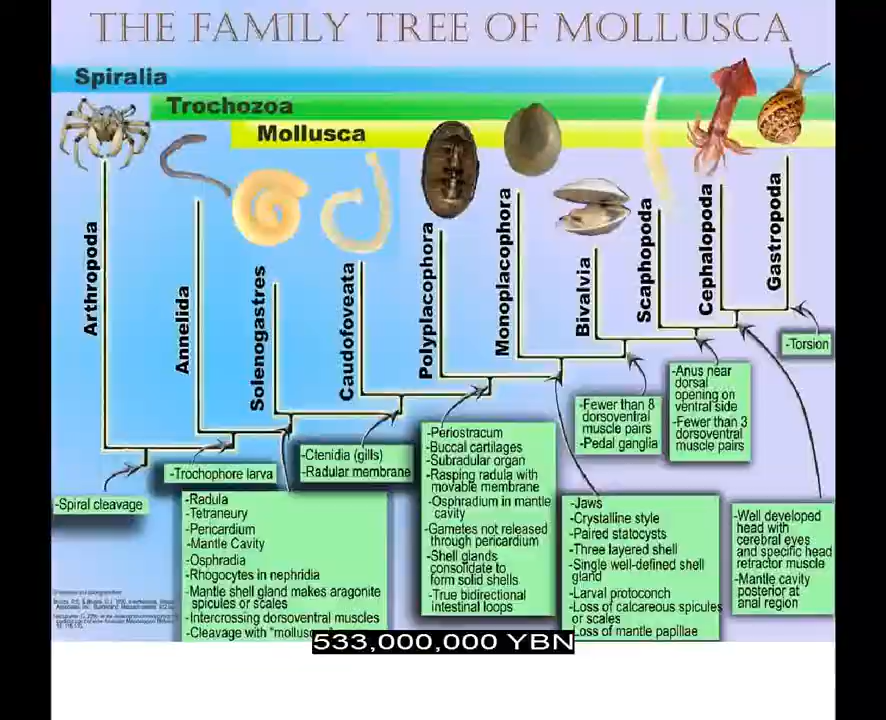 THE FAMILY TREE OF MOLLUSCA
Spiralia
Trochozoa
Mollusca
Arthropoda
Annelida
Solenogastres
Caudofoveata
Polyplacophora
Monoplacophora
Bivalvia
Scaphopoda
Cephalopoda
Gastropoda
-Torsion
-Anus near
dorsal
opening on
ventral side
-Fewer than 3
dorsoventral
muscle pairs
-Fewer than 8
dorsoventral
muscle pairs
-Pedal ganglia
-Ctenidia (gills)
-Radular membrane
-Trochophore larva
-Spiral cleavage
-Radula
-Tetraneury
-Pericardium
-Mantle Cavity
-Osphradia
-Rhogocytes in nephridia
-Mantle shell gland makes aragonite
spicules or scales
-Intercrossing dorsoventral muscles
-Cleavage with
-Periostracum
-Buccal cartilages
-Subradular organ
-Rasping radula with
movable membrane
-Osphradium in mantle
cavity
-Gametes not released
through pericardium
-Shell glands
consolidate to
form solid shells
-True bidirectional
intestinal loops
-Jaws
-Crystalline style
-Paired statocysts
-Three layered shell
-Single well-defined shell
gland
-Larval protoconch
-Loss of calcareous spicules
or scales
Loss of mantle papillae
-Well developed
head with
cerebral eyes
and specific head
retractor muscle
-Mantle cavity
posterior at
anal region
533,000,000 YBN